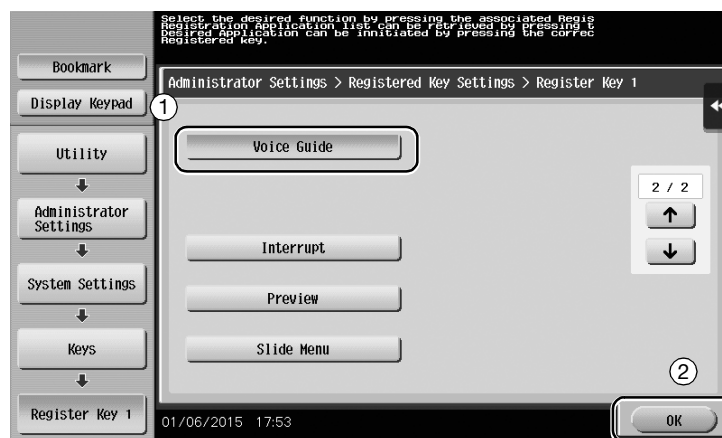 Select the desired function by pressing the associated Regis
Registration Application list can be retrieved by pressing t
Desired Application can be innitiated by pressing the correc
Registered key.
Bookmark
Display Keypad
1
Administrator Settings > Registered Key Settings > Register Key 1
Utility
Voice Guide
2 / 2
Administrator
Settings
Interrupt
System Settings
Preview
Keys
Slide Menu
2
Register Key 1
01/06/2015 17:53
OK